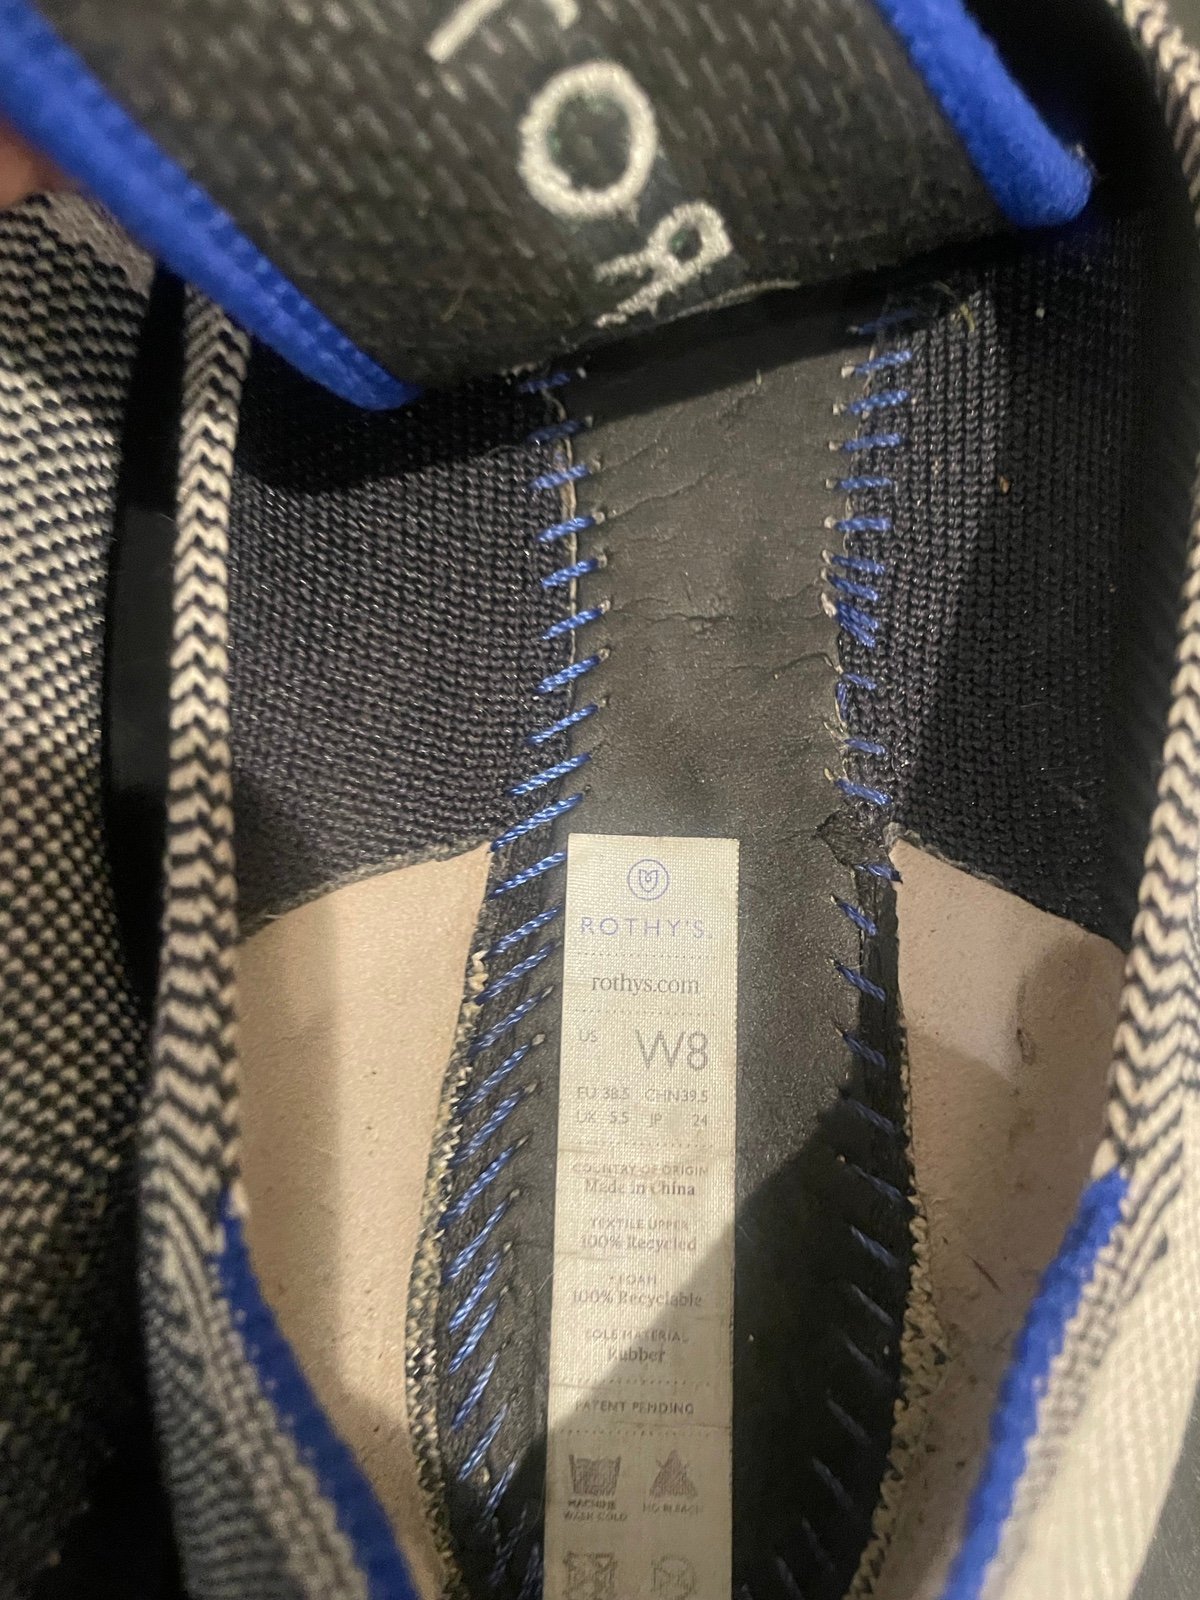 ROT
ROTHY'S.
rothys.com
US W8
EU 38.5 CHN 39.5
UK 5.5 JP 24
COUNTRY OF ORIGIN
Made in China
TEXTILE UPPER
100% Recycled
FOAM
100% Recyclable
SOLE MATERIAL
Rubber
PATENT PENDING
MACHINE NO BLEACH
WASH COLD